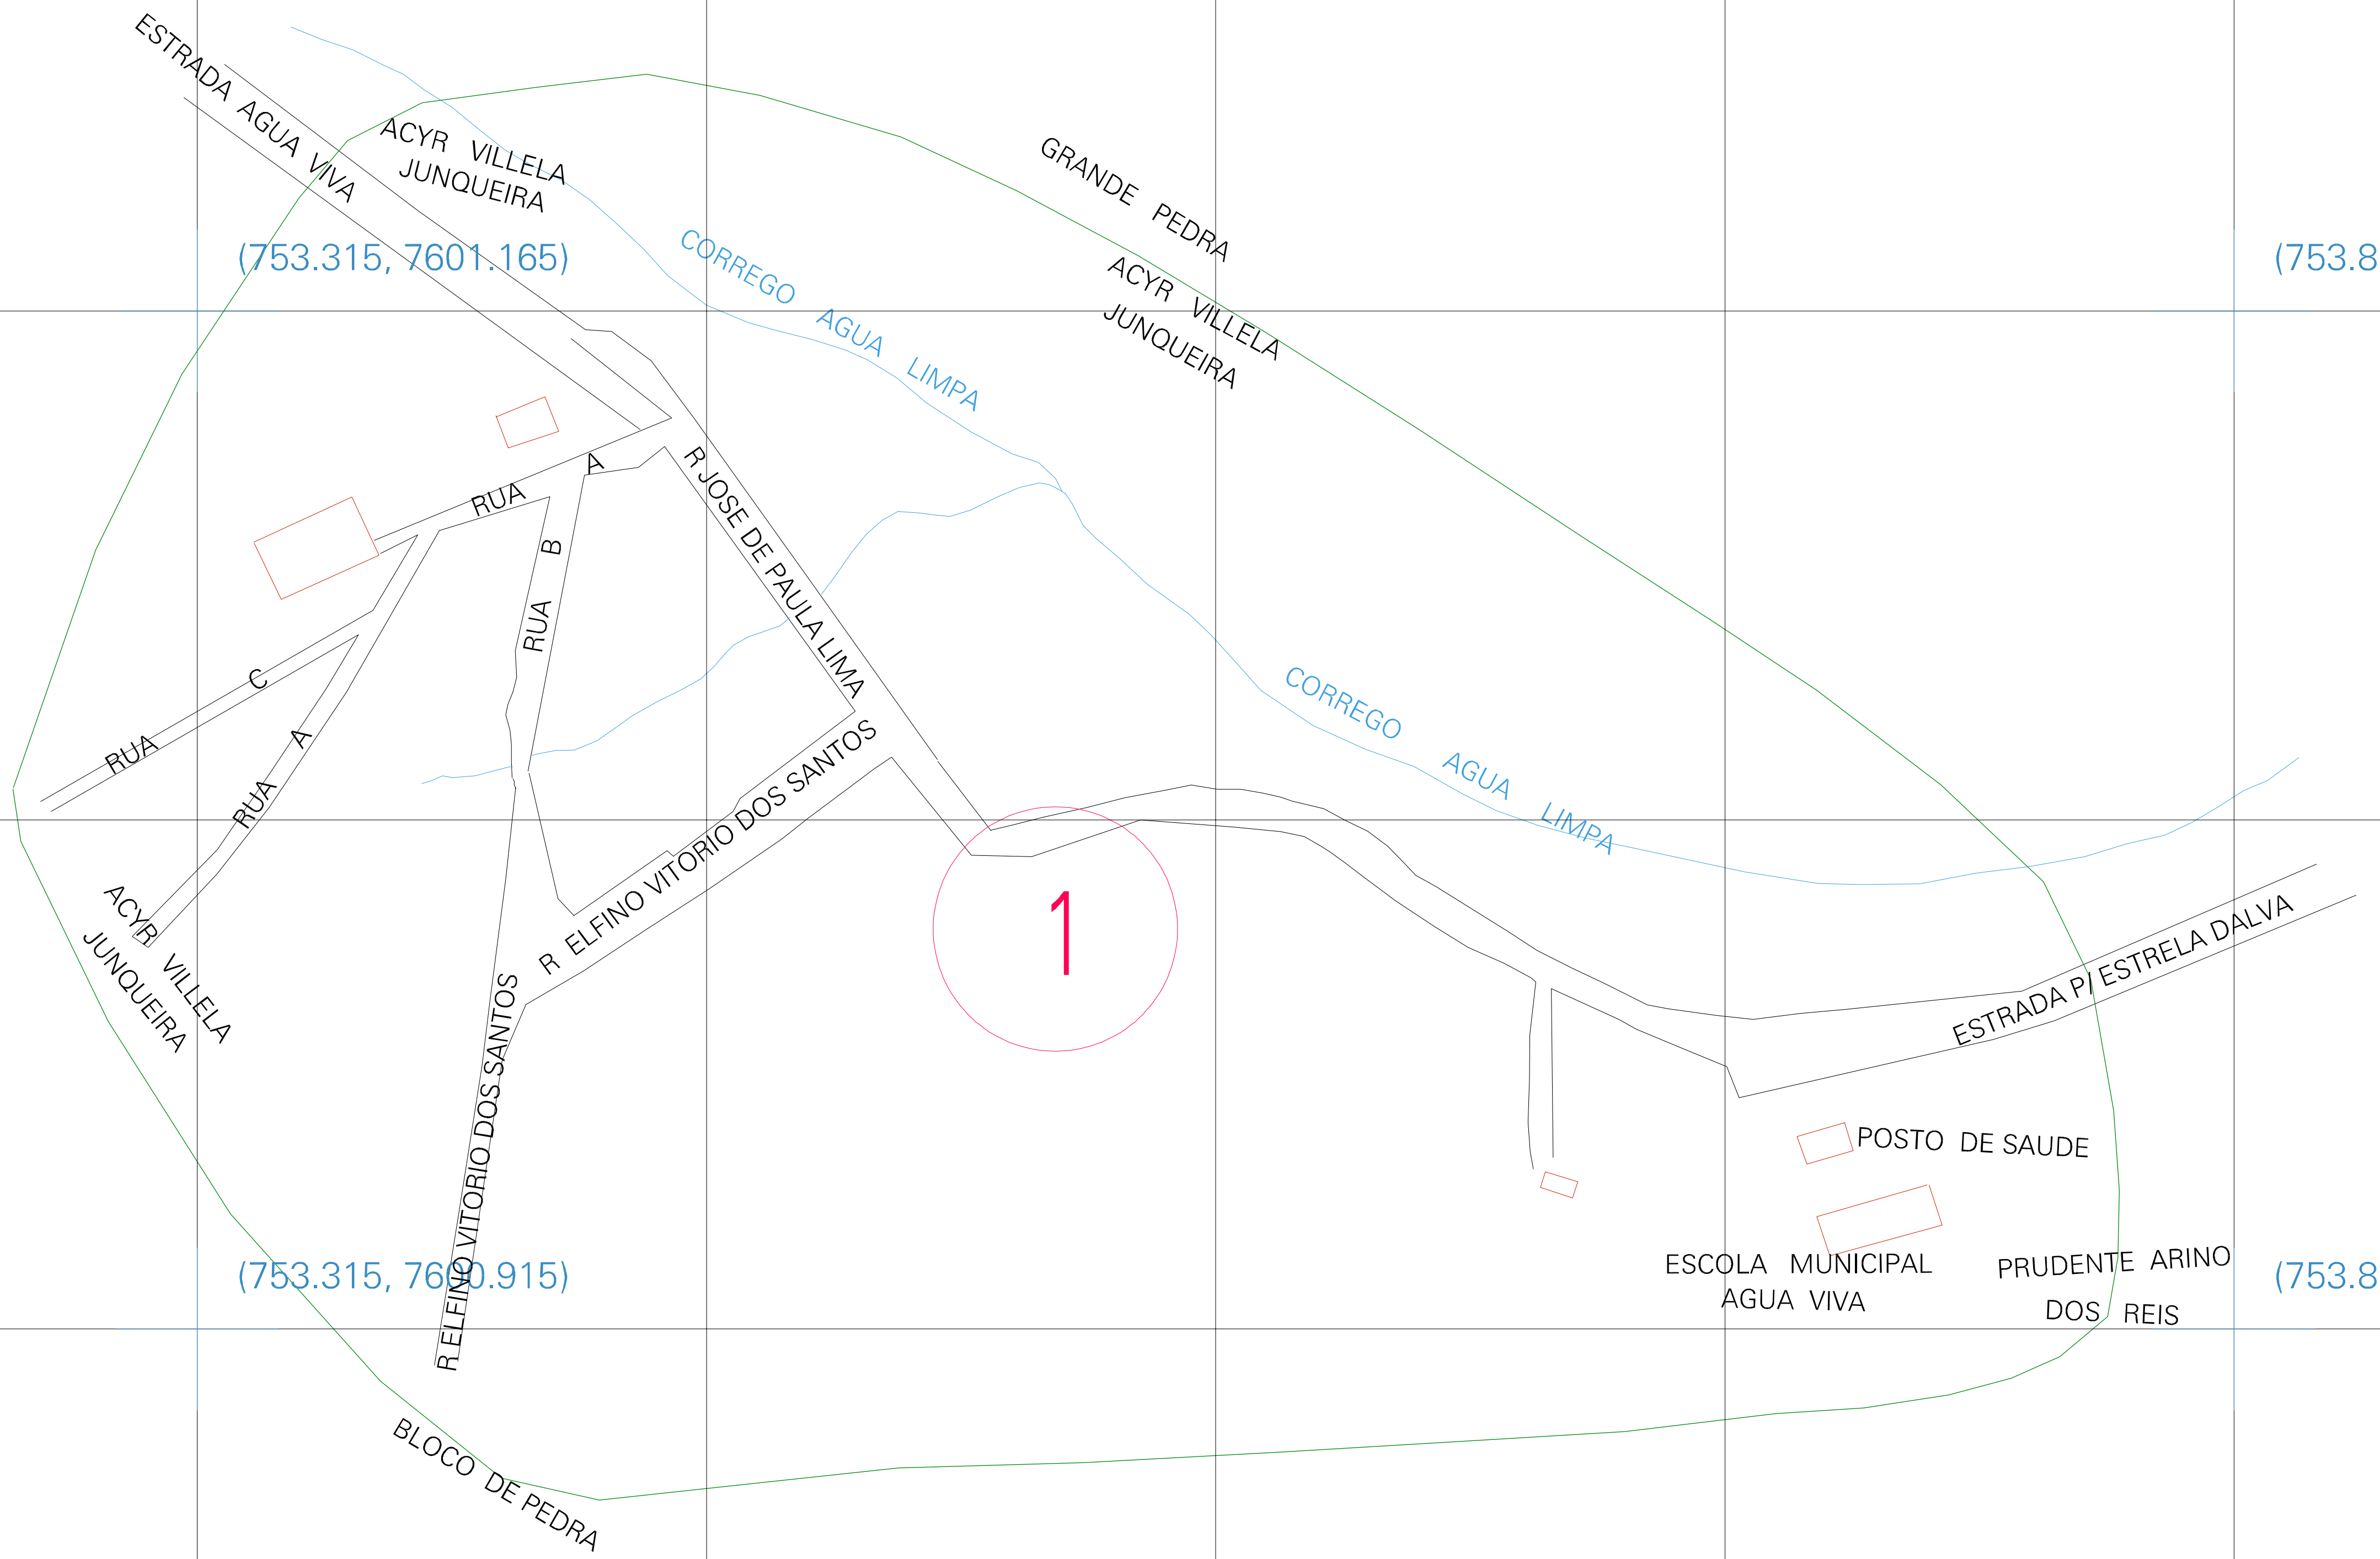 ESTRADA AGUA VIVA
ACYR VILLELA
JUNQUEIRA
GRANDE PEDRA
(753.315, 7601.165)
CORREGO AGUA LIMPA
ACYR VILLELA
JUNQUEIRA
(753.8
RUA A
R JOSE DE PAULA LIMA
RUA B
RUA C
RUA A
CORREGO AGUA LIMPA
R ELFINO VITORIO DOS SANTOS
1
ACYR VILLELA
JUNQUEIRA
ESTRADA P/ ESTRELA DALVA
R ELFINO VITORIO DOS SANTOS
POSTO DE SAUDE
(753.315, 7600.915)
ESCOLA MUNICIPAL
AGUA VIVA
PRUDENTE ARINO
DOS REIS
(753.8
BLOCO DE PEDRA